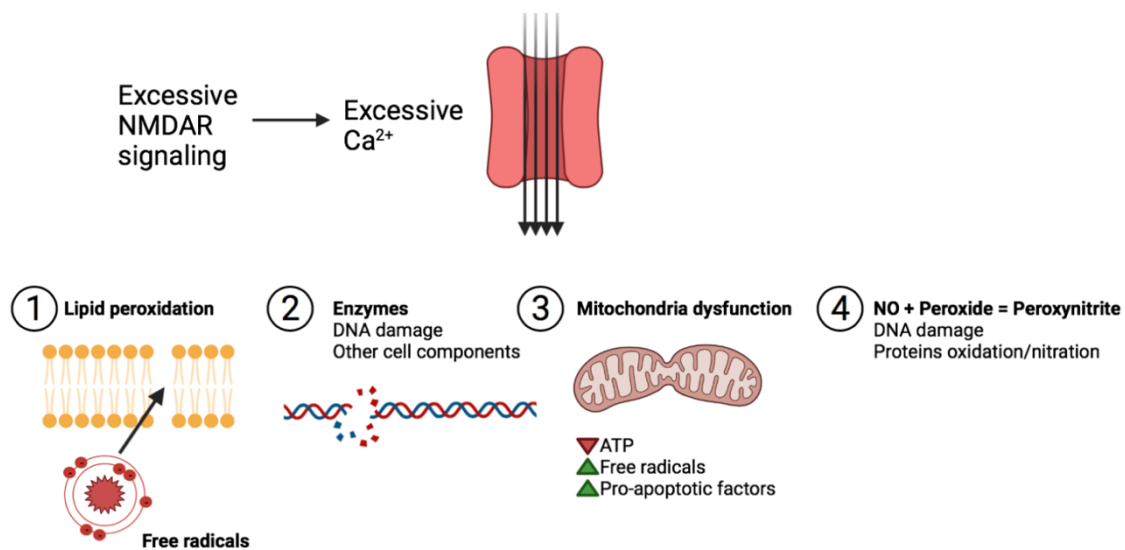 Excessive
NMDAR
signaling
Excessive
Ca²⁺
1 Lipid peroxidation
Free radicals
2 Enzymes
DNA damage
Other cell components
3 Mitochondria dysfunction
ATP
Free radicals
Pro-apoptotic factors
4 NO + Peroxide = Peroxynitrite
DNA damage
Proteins oxidation/nitration